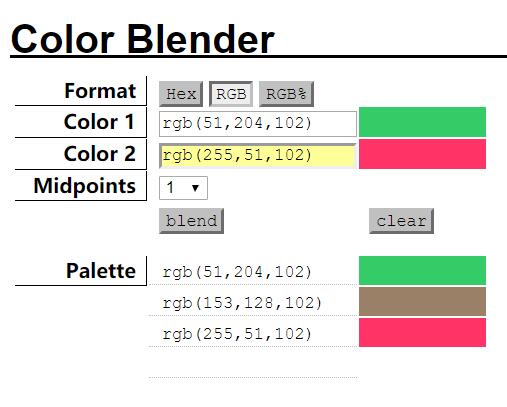 Color Blender
Format Hex RGB RGB%
Color 1 rgb(51,204,102)
Color 2 rgb(255,51,102)
Midpoints 1
blend clear
Palette rgb(51,204,102)
rgb(153,128,102)
rgb(255,51,102)